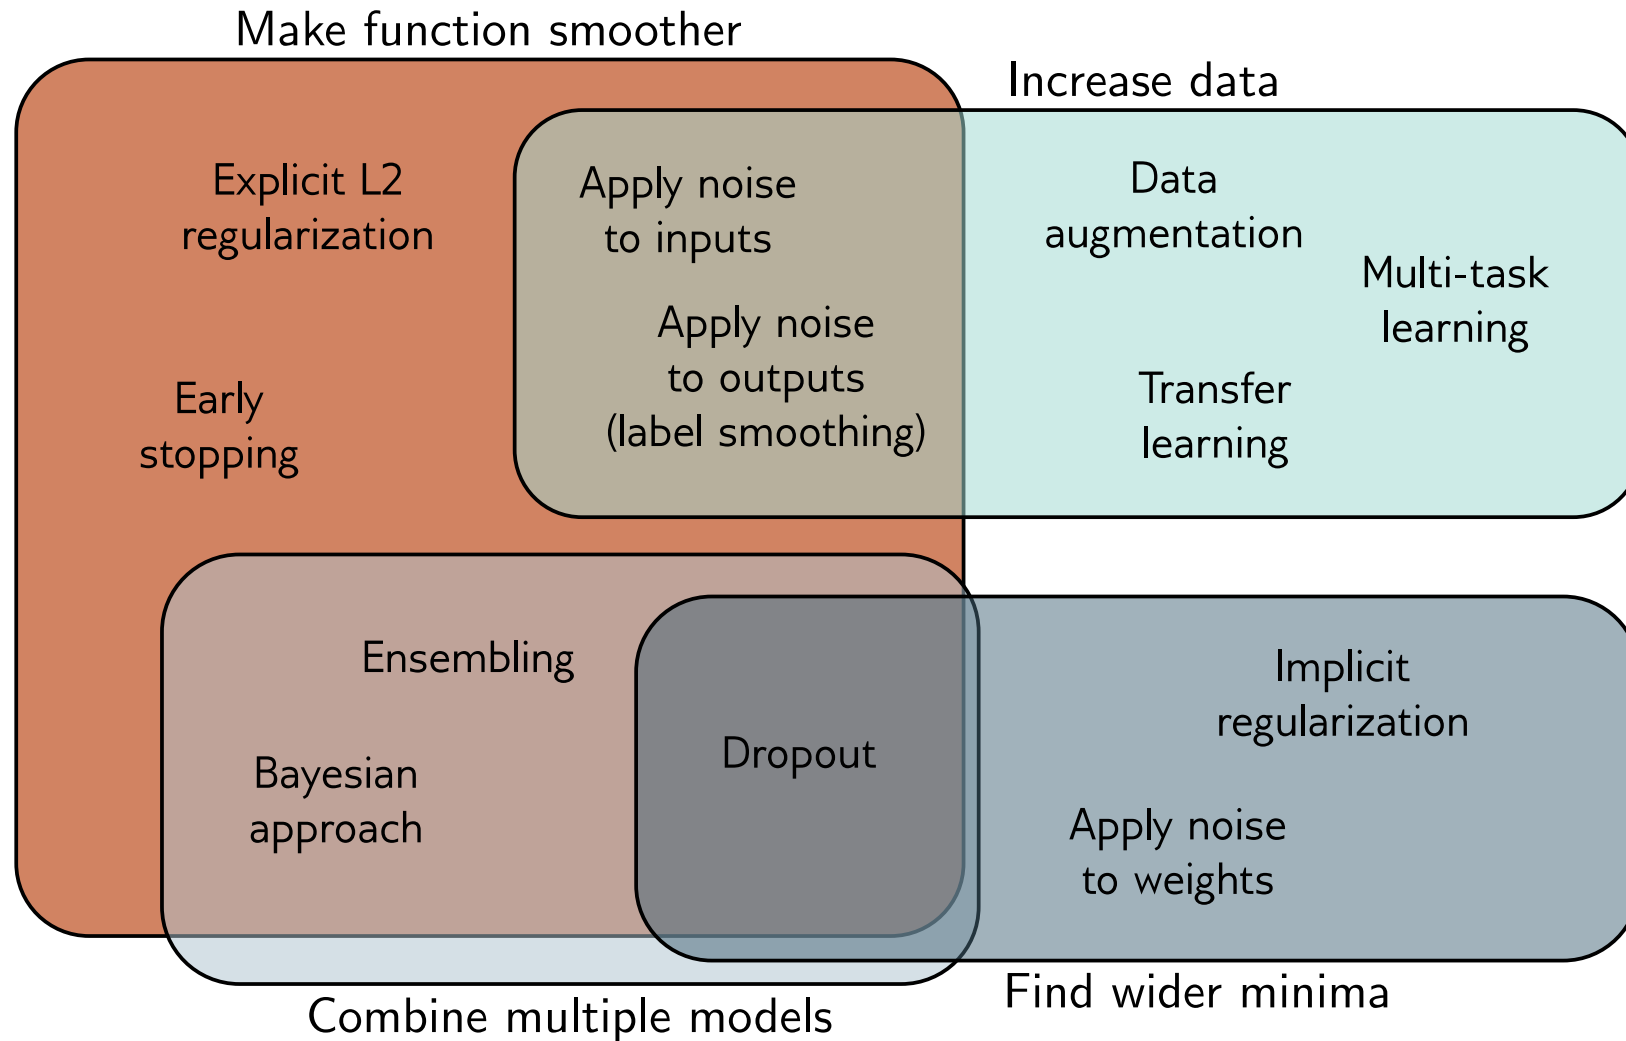 Make function smoother
Increase data
Explicit L2
regularization
Apply noise
to inputs
Data
augmentation
Multi-task
learning
Early
stopping
Apply noise
to outputs
(label smoothing)
Transfer
learning
Ensembling
Bayesian
approach
Dropout
Implicit
regularization
Apply noise
to weights
Combine multiple models
Find wider minima